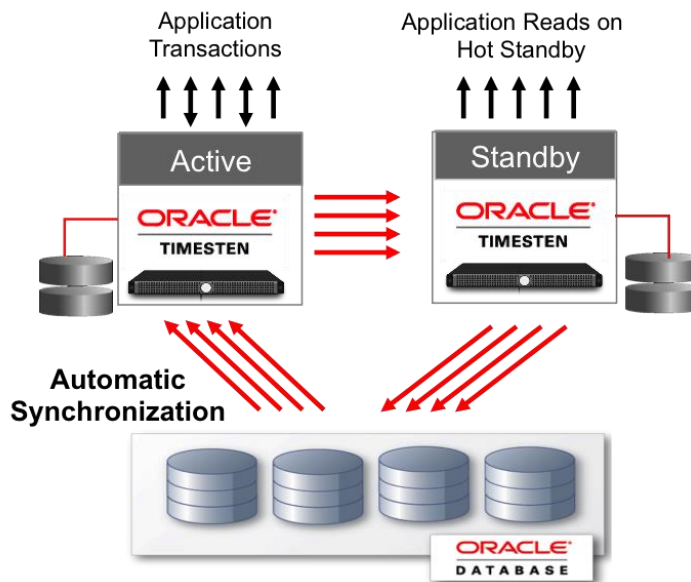 Application
Transactions
Application Reads on
Hot Standby
Active
ORACLE®
TIMESTEN
Standby
ORACLE®
TIMESTEN
Automatic
Synchronization
ORACLE®
DATABASE